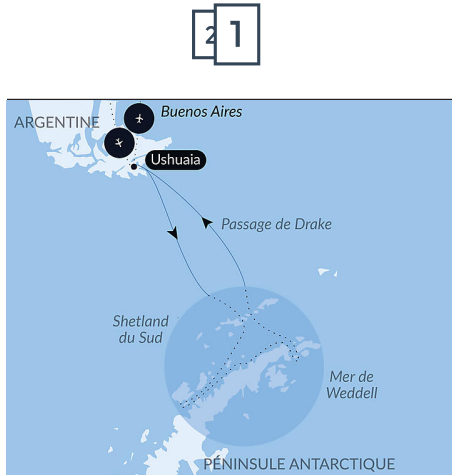 2 1
Buenos Aires
ARGENTINE
Ushuaia
Passage de Drake
Shetland
du Sud
Mer de
Weddell
PÉNINSULE ANTARCTIQUE